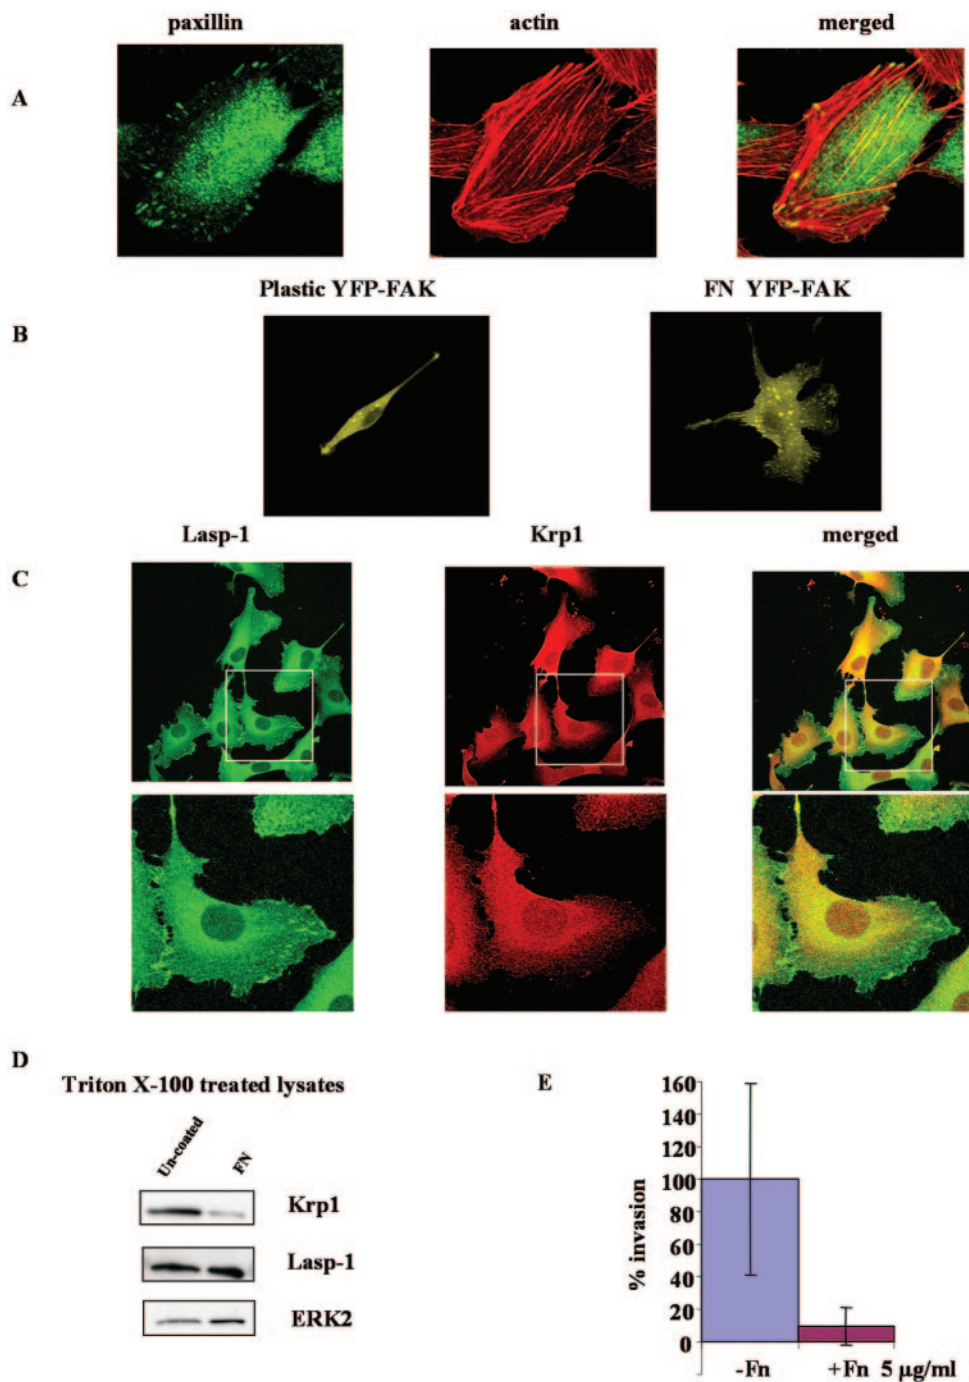 paxillin actin merged
A
Plastic YFP-FAK FN YFP-FAK
B
Lasp-1 Krp1 merged
C
D
Triton X-100 treated lysates
Un-coated FN
Krp1
Lasp-1
ERK2
E
% invasion
160
140
120
100
80
60
40
20
0
-Fn +Fn 5 µg/ml